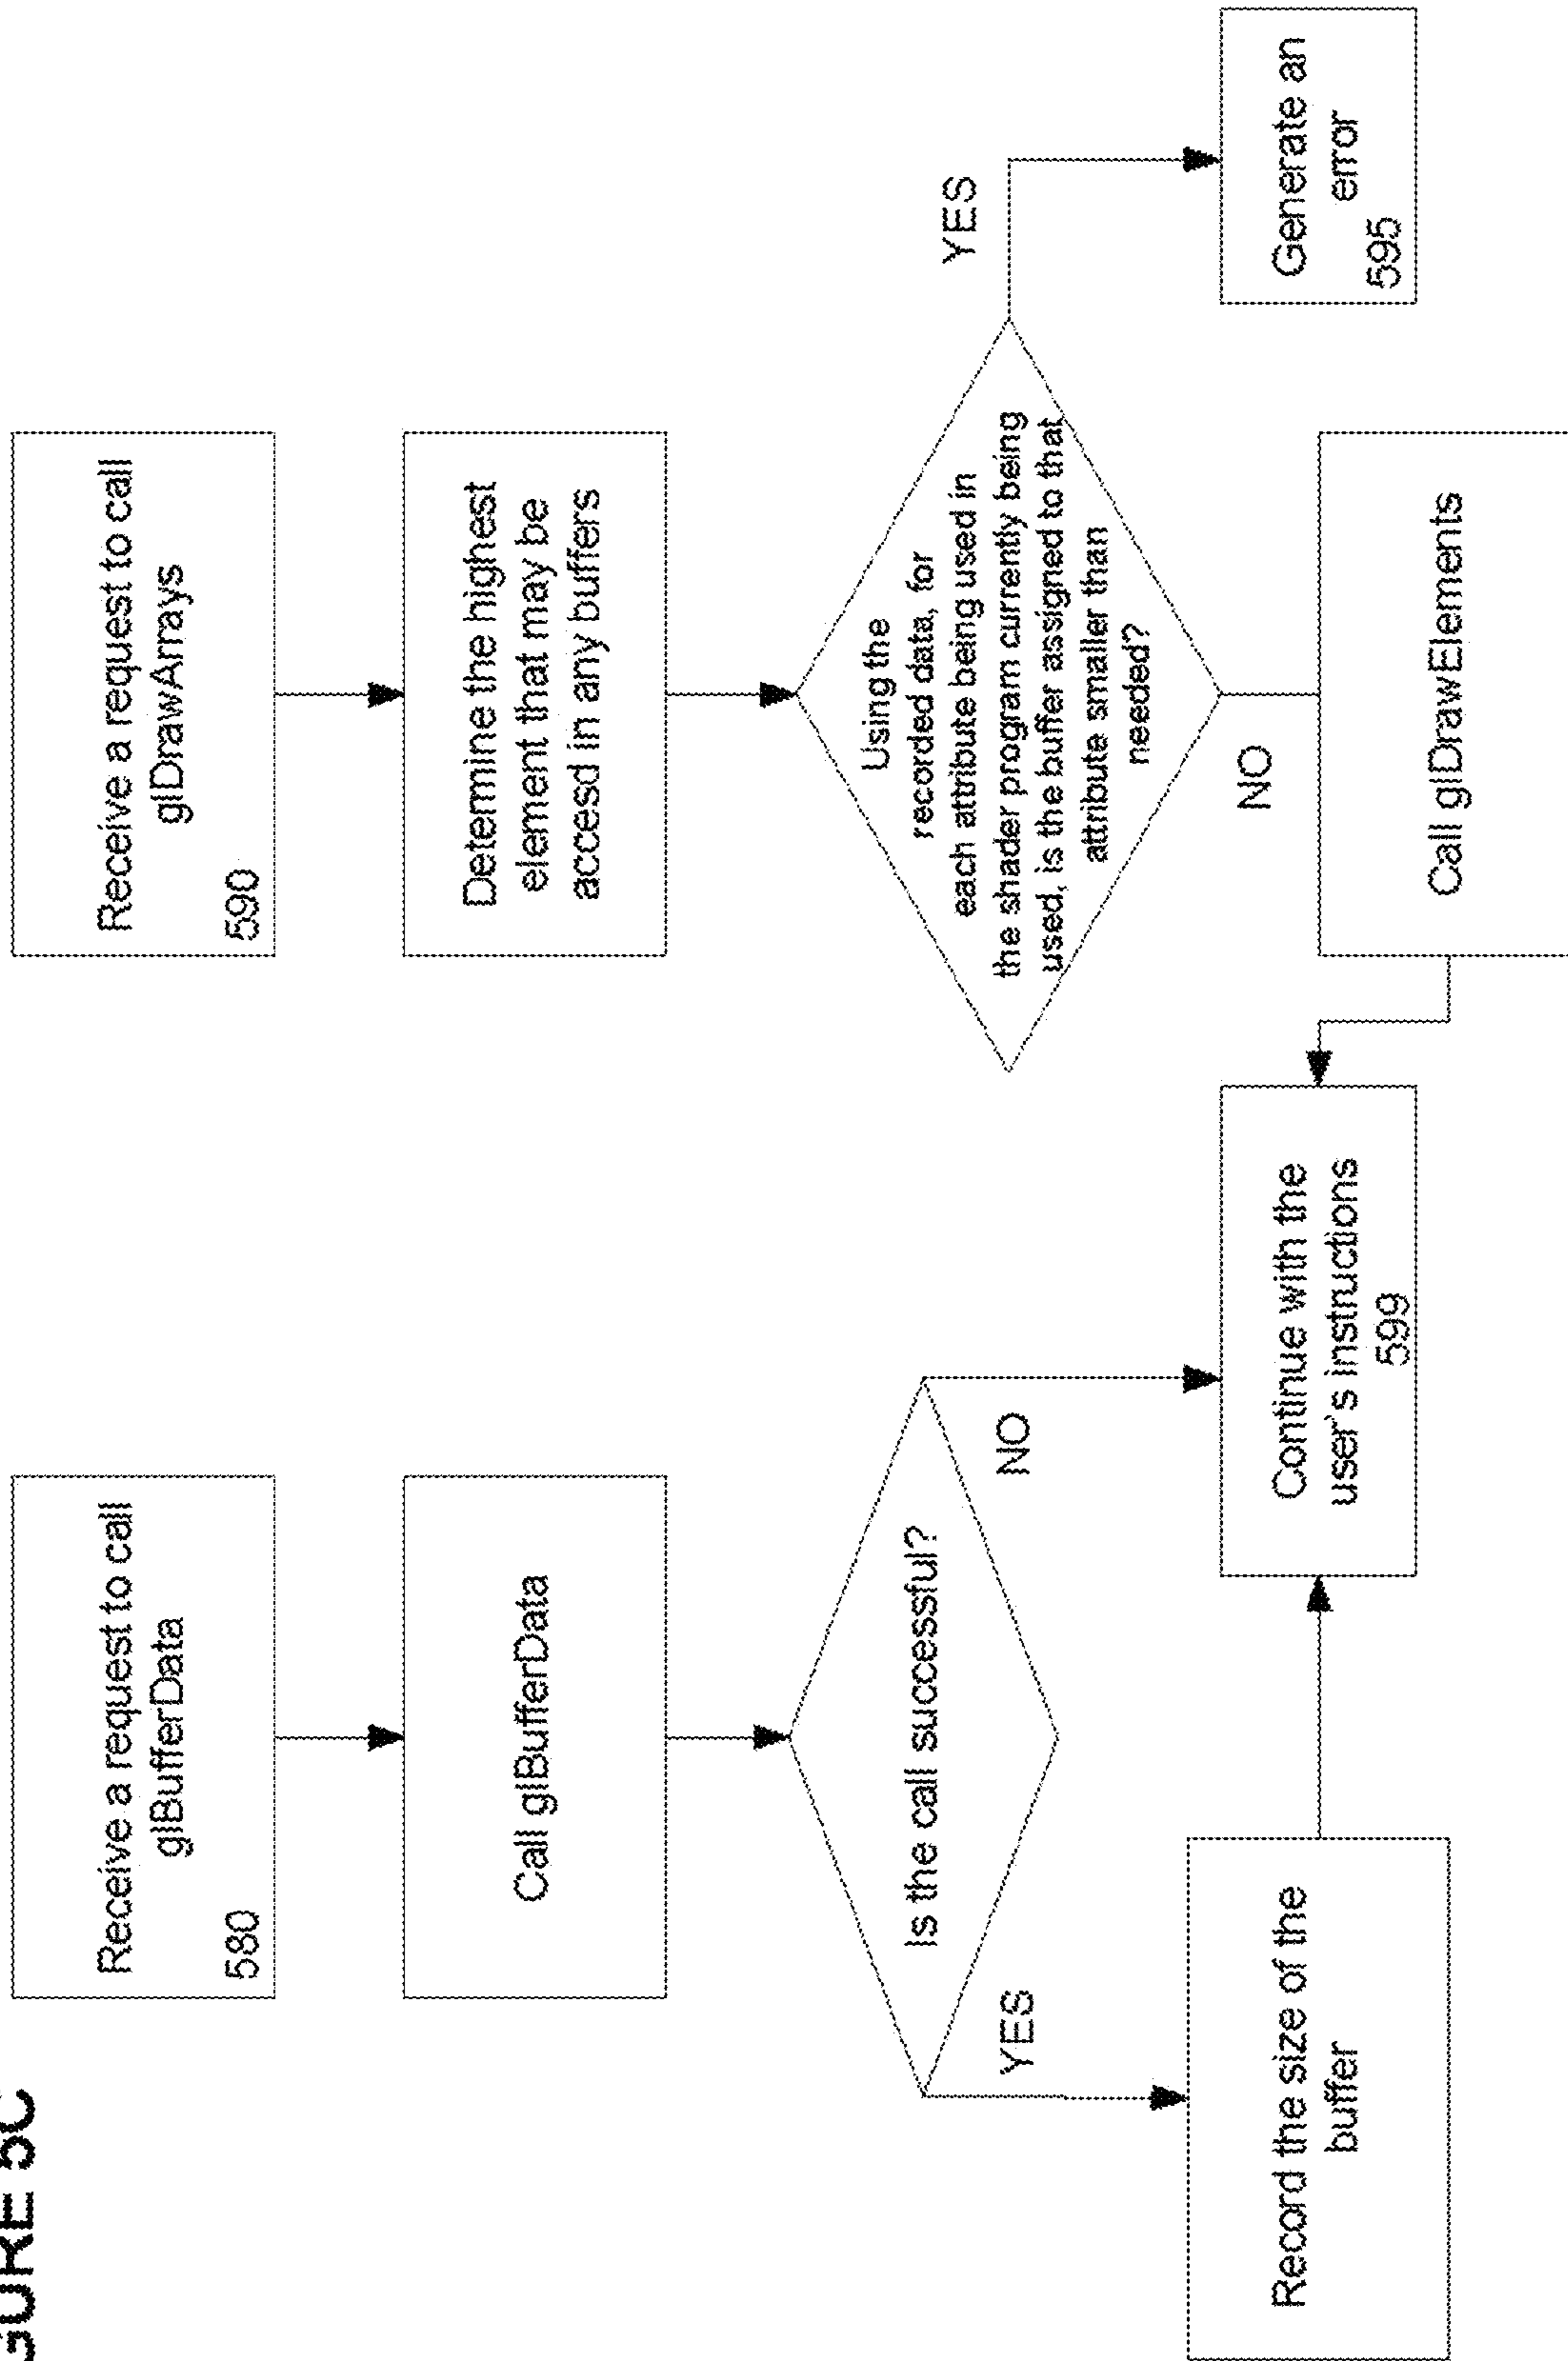 GURE 5C
Receive a request to call
glBufferData
580
Call glBufferData
Is the call successful?
YES
NO
Record the size of the
buffer
Continue with the
user's instructions
599
Receive a request to call
glDrawArrays
590
Determine the highest
element that may be
accesd in any buffers
Using the
recorded data, for
each attribute being used in
the shader program currently being
used, is the buffer assigned to that
attribute smaller than
needed?
YES
NO
Generate an
error
595
Call glDrawElements